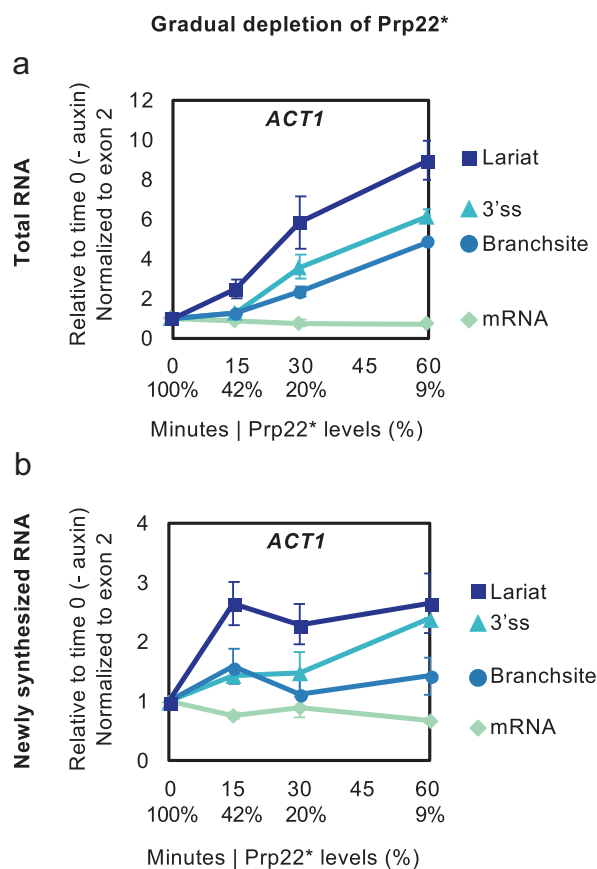 Gradual depletion of Prp22*
a
Total RNA
Relative to time 0 (- auxin)
Normalized to exon 2
ACT1
12
10
8
6
4
2
0
Lariat
3'ss
Branchsite
mRNA
0 15 30 45 60
100% 42% 20% 9%
Minutes | Prp22* levels (%)
b
Newly synthesized RNA
Relative to time 0 (- auxin)
Normalized to exon 2
ACT1
4
3
2
1
0
Lariat
3'ss
Branchsite
mRNA
0 15 30 45 60
100% 42% 20% 9%
Minutes | Prp22* levels (%)